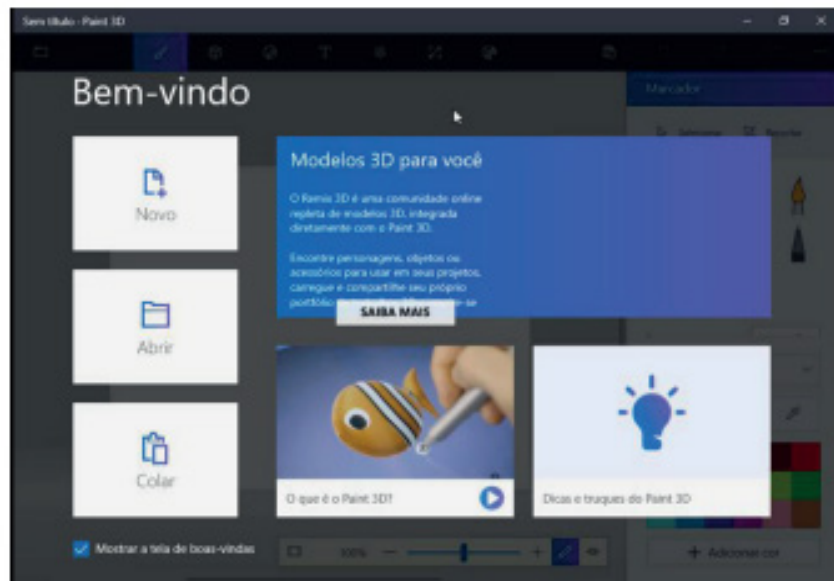 Sem título - Paint 3D
Bem-vindo
Marcador
Selecionar
Recortar
Novo
Modelos 3D para você
O Remix 3D é uma comunidade online
repleta de modelos 3D, integrada
diretamente com o Paint 3D.
Encontre personagens, objetos ou
acessórios para usar em seus projetos,
carregue e compartilhe seu próprio
portfólio
SAIBA MAIS
Abrir
Colar
O que é o Paint 3D?
Dicas e truques do Paint 3D
Mostrar a tela de boas-vindas
100%
Adicionar cor